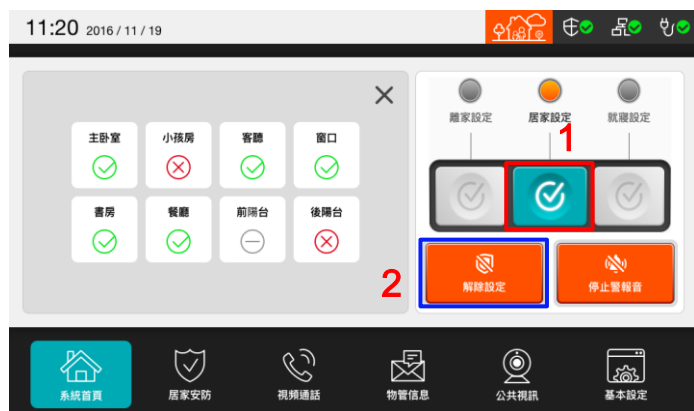 11:20 2016 / 11 / 19
離家設定 居家設定 就寢設定
1
主卧室 小孩房 客聽 窗口
書房 餐廳 前陽台 後陽台
2
解除設定 停止警報音
系統首頁 居家安防 視頻通話 物管信息 公共視訊 基本設定